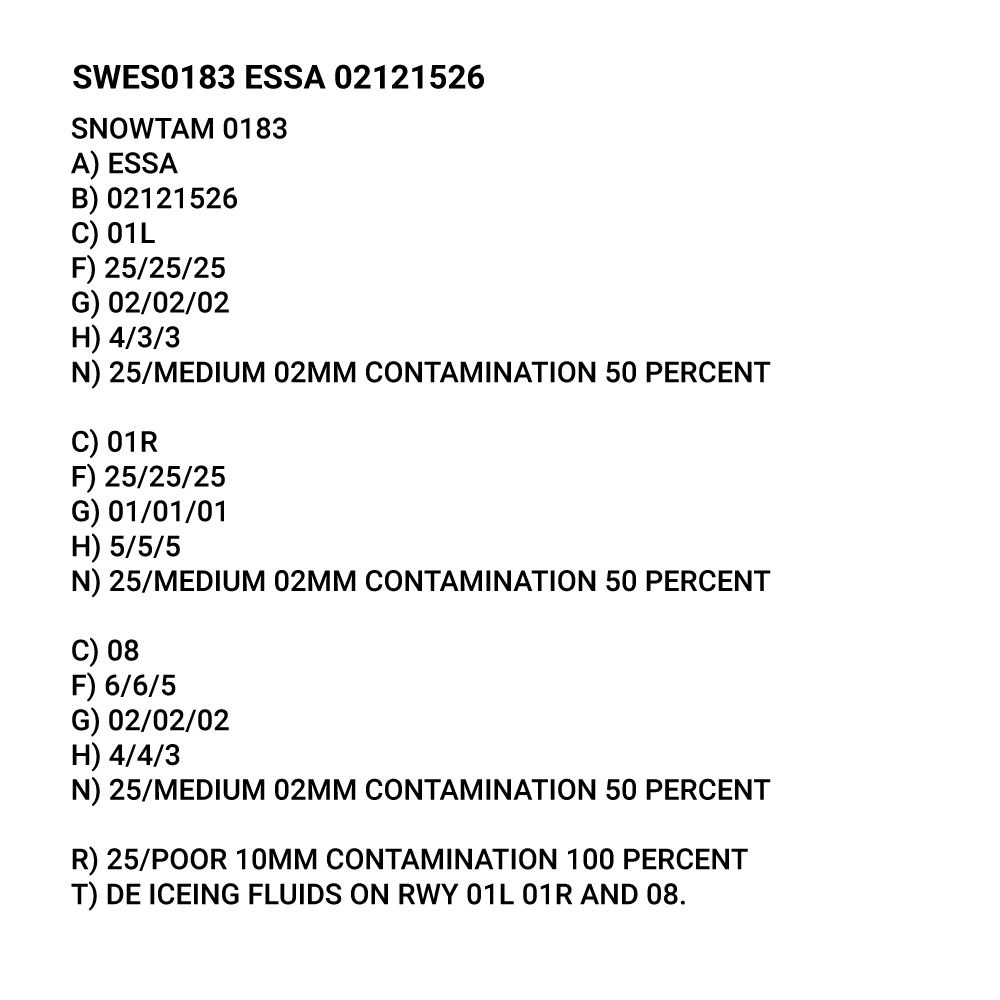 SWES0183 ESSA 02121526
SNOWTAM 0183
A) ESSA
B) 02121526
C) 01L
F) 25/25/25
G) 02/02/02
H) 4/3/3
N) 25/MEDIUM 02MM CONTAMINATION 50 PERCENT
C) 01R
F) 25/25/25
G) 01/01/01
H) 5/5/5
N) 25/MEDIUM 02MM CONTAMINATION 50 PERCENT
C) 08
F) 6/6/5
G) 02/02/02
H) 4/4/3
N) 25/MEDIUM 02MM CONTAMINATION 50 PERCENT
R) 25/POOR 10MM CONTAMINATION 100 PERCENT
T) DE ICEING FLUIDS ON RWY 01L 01R AND 08.